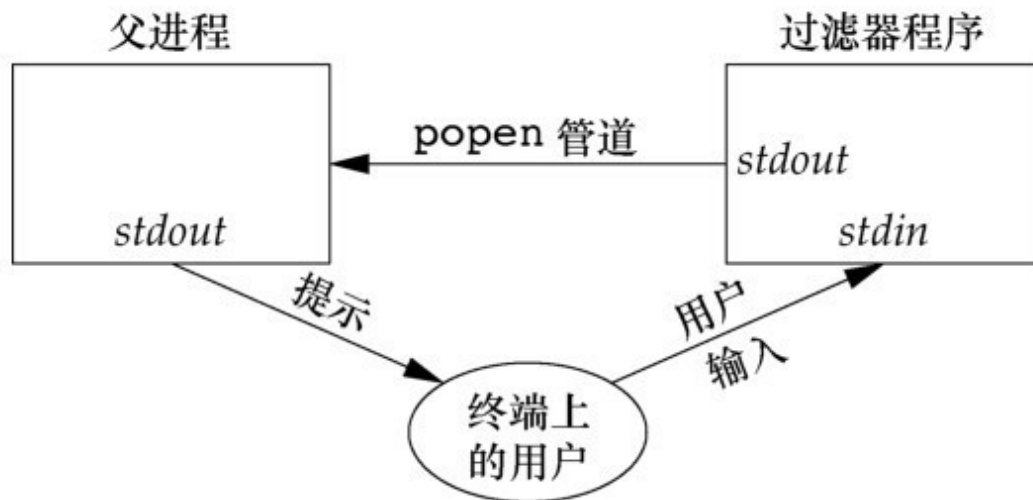 父进程
过滤器程序
popen 管道
stdout
stdout
stdin
提示
用户
输入
终端上
的用户